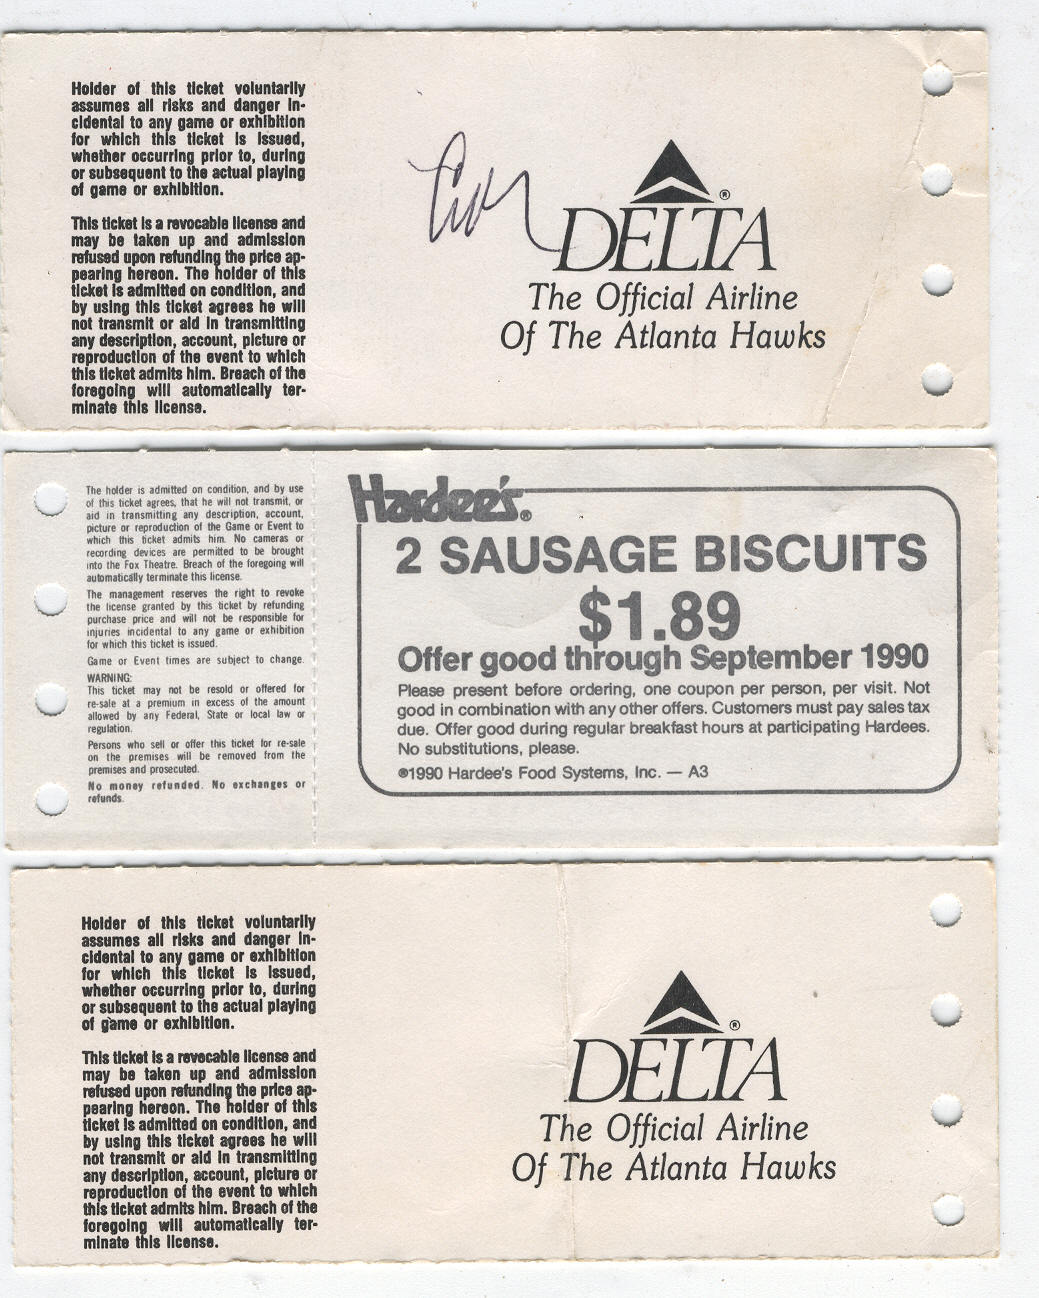 Holder of this ticket voluntarily
assumes all risks and danger in-
cidental to any game or exhibition
for which this ticket is issued,
whether occurring prior to, during
or subsequent to the actual playing
of game or exhibition.
This ticket is a revocable license and
may be taken up and admission
refused upon refunding the price ap-
pearing hereon. The holder of this
ticket is admitted on condition, and
by using this ticket agrees he will
not transmit or aid in transmitting
any description, account, picture or
reproduction of the event to which
this ticket admits him. Breach of the
foregoing will automatically ter-
minate this license.
DELTA®
The Official Airline
Of The Atlanta Hawks
The holder is admitted on condition, and by use
of this ticket agrees, that he will not transmit, or
aid in transmitting any description, account,
picture or reproduction of the Game or Event to
which this ticket admits him. No cameras or
recording devices are permitted to be brought
into the Fox Theatre. Breach of the foregoing will
automatically terminate this license.
The management reserves the right to revoke
the license granted by this ticket by refunding
purchase price and will not be responsible for
injuries incidental to any game or exhibition
for which this ticket is issued.
Game or Event times are subject to change.
WARNING:
This ticket may not be resold or offered for
re-sale at a premium in excess of the amount
allowed by any Federal, State or local law or
regulation.
Persons who sell or offer this ticket for re-sale
on the premises will be removed from the
premises and prosecuted.
No money refunded. No exchanges or
refunds.
Hardee's®
2 SAUSAGE BISCUITS
$1.89
Offer good through September 1990
Please present before ordering, one coupon per person, per visit. Not
good in combination with any other offers. Customers must pay sales tax
due. Offer good during regular breakfast hours at participating Hardees.
No substitutions, please.
©1990 Hardee's Food Systems, Inc. — A3
Holder of this ticket voluntarily
assumes all risks and danger in-
cidental to any game or exhibition
for which this ticket is issued,
whether occurring prior to, during
or subsequent to the actual playing
of game or exhibition.
This ticket is a revocable license and
may be taken up and admission
refused upon refunding the price ap-
pearing hereon. The holder of this
ticket is admitted on condition, and
by using this ticket agrees he will
not transmit or aid in transmitting
any description, account, picture or
reproduction of the event to which
this ticket admits him. Breach of the
foregoing will automatically ter-
minate this license.
DELTA®
The Official Airline
Of The Atlanta Hawks